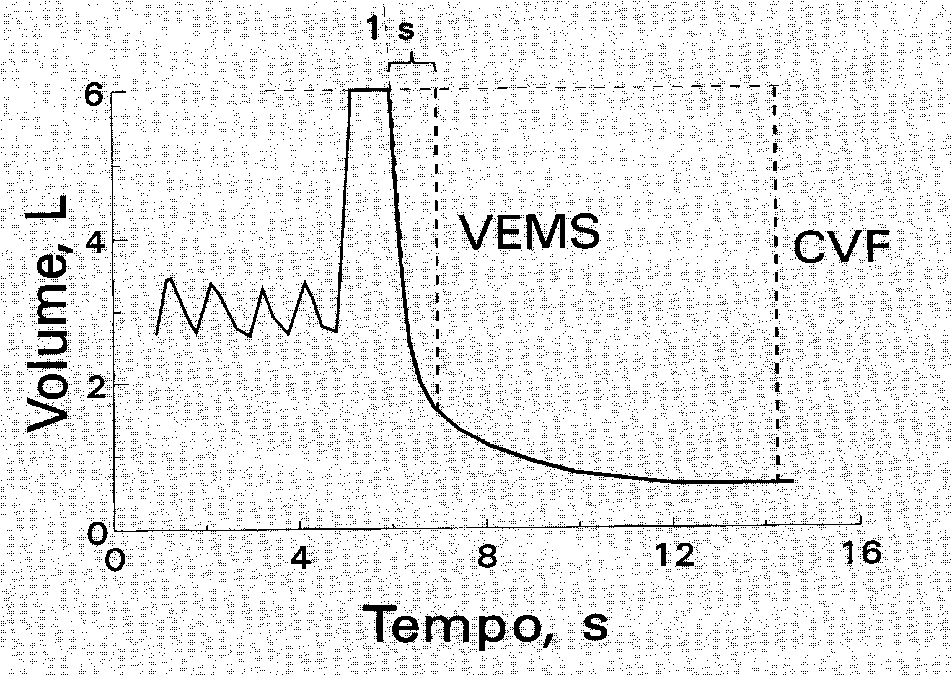 1 s
6
VEMS
4
CVF
Volume, L
2
0
0 4 8 12 16
Tempo, s